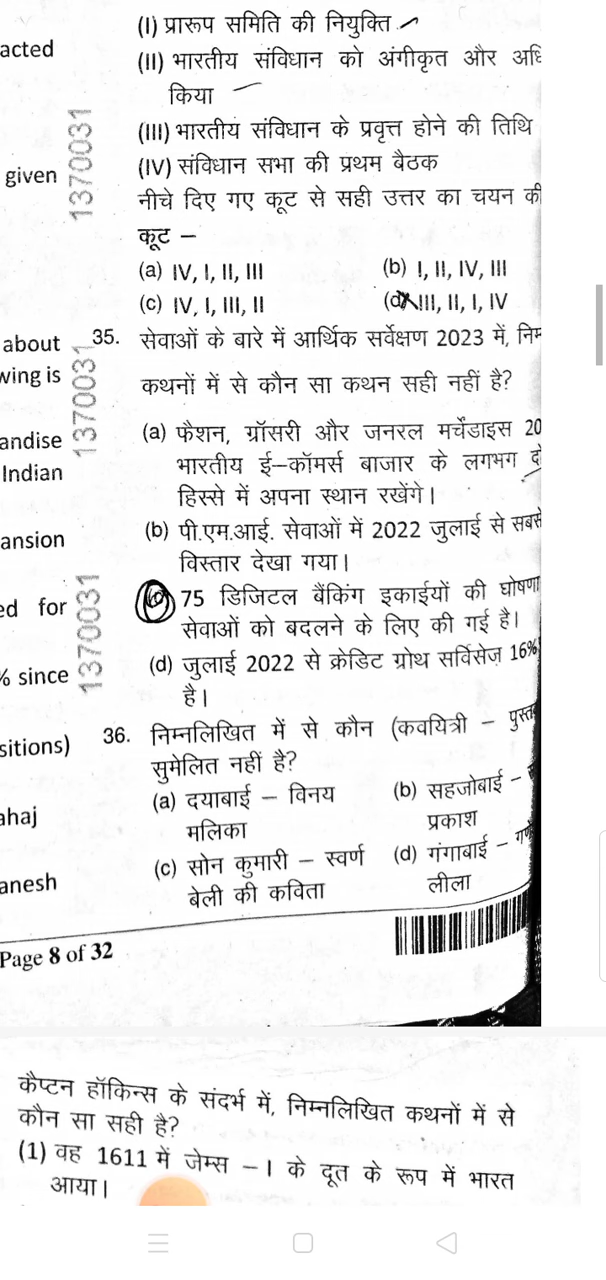 (I) प्रारूप समिति की नियुक्ति
acted
(II) भारतीय संविधान को अंगीकृत और
किया
(III) भारतीय संविधान के प्रवृत्त होने की तिथि
given
(IV) संविधान सभा की प्रथम बैठक
1370031
नीचे दिए गए कूट से सही उत्तर का चयन
कूट –
(a) IV, I, II, III
(b) I, II, IV, III
(c) IV, I, III, II
(d) III, II, I, IV
about
35. सेवाओं के बारे में आर्थिक सर्वेक्षण 2023 में,
wing is
कथनों में से कौन सा कथन सही नहीं है?
1370031
andise
(a) फैशन, ग्रॉसरी और जनरल मर्चेंडाइस 20
Indian
भारतीय ई–कॉमर्स बाजार के लगभग
हिस्से में अपना स्थान रखेंगे।
ansion
(b) पी.एम.आई. सेवाओं में 2022 जुलाई से
विस्तार देखा गया।
ed for
75 डिजिटल बैंकिंग इकाईयों की घोषणा
1370031
सेवाओं को बदलने के लिए की गई है।
% since
(d) जुलाई 2022 से क्रेडिट ग्रोथ सर्विसेज़ 16%
है।
sitions)
36. निम्नलिखित में से कौन (कवयित्री –
सुमेलित नहीं है?
ahaj
(a) दयाबाई – विनय
मलिका
(b) सहजोबाई –
प्रकाश
anesh
(c) सोन कुमारी – स्वर्ण
बेली की कविता
(d) गंगाबाई –
लीला
Page 8 of 32
कैप्टन हॉकिन्स के संदर्भ में, निम्नलिखित कथनों में से
कौन सा सही है?
(1) वह 1611 में जेम्स –I के दूत के रूप में भारत
आया।